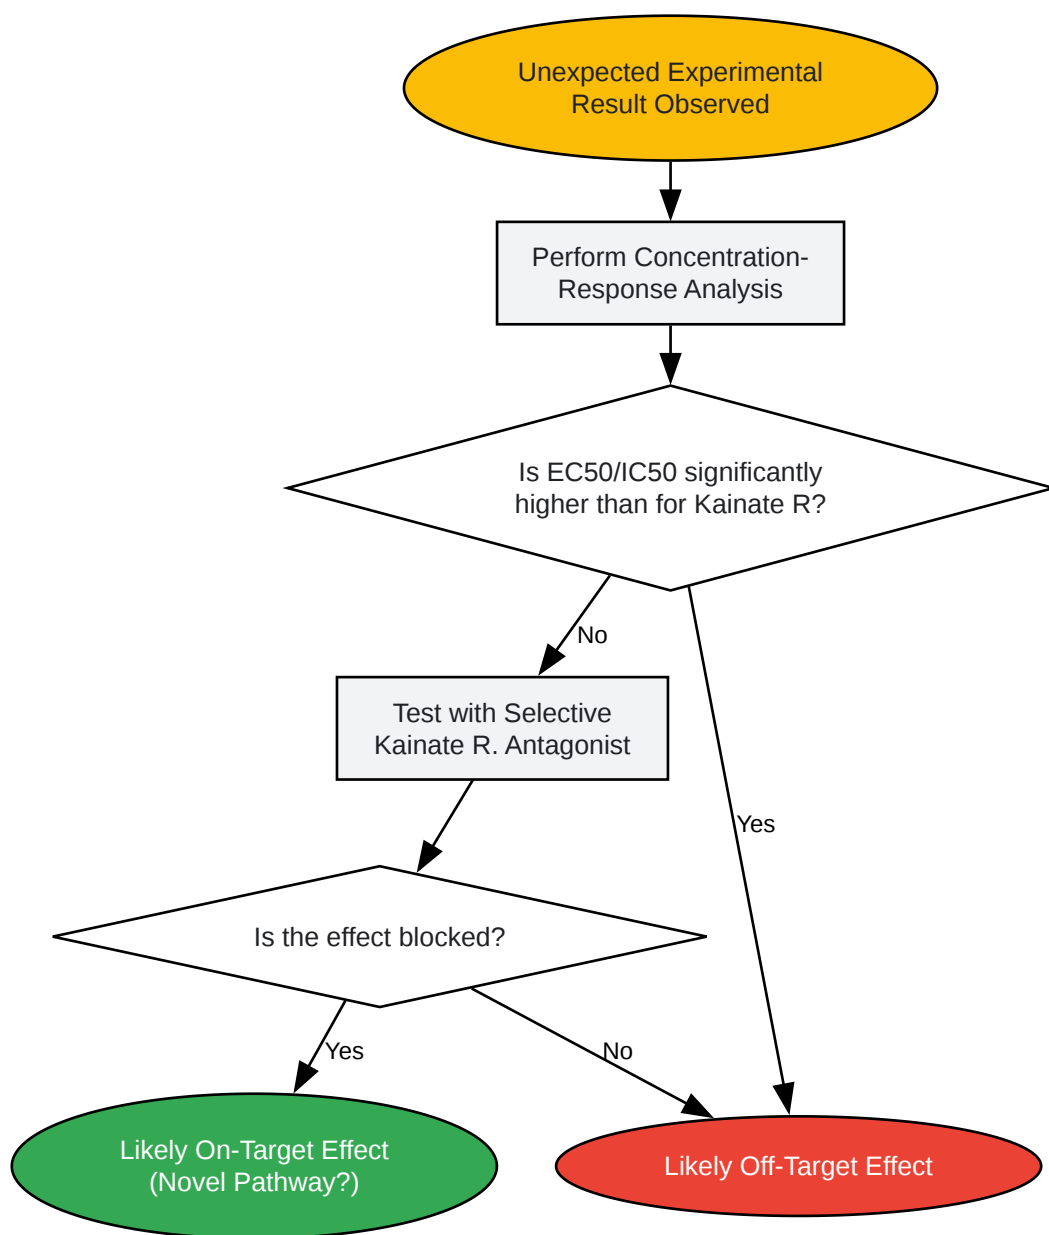 Unexpected Experimental
Result Observed
Perform Concentration-
Response Analysis
Is EC50/IC50 significantly
higher than for Kainate R?
No
Test with Selective
Kainate R. Antagonist
Yes
Is the effect blocked?
Yes
No
Likely On-Target Effect
(Novel Pathway?)
Likely Off-Target Effect